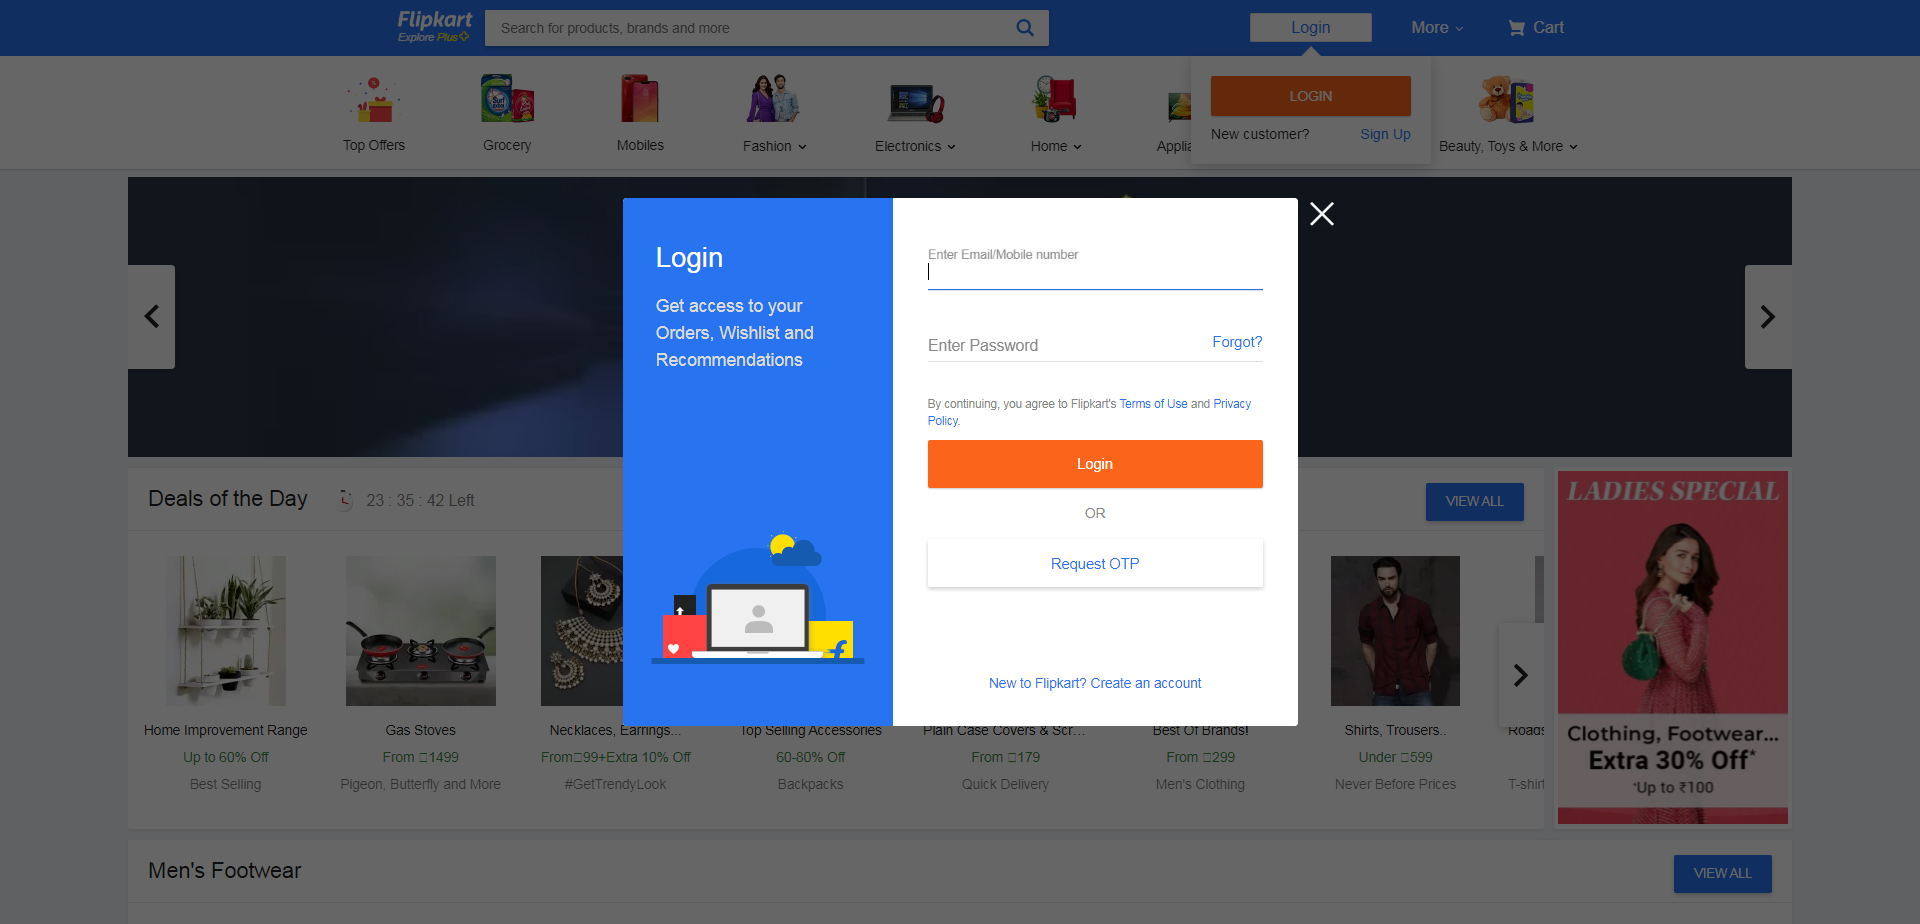 Flipkart
Explore Plus
Search for products, brands and more
Login
More
Cart
LOGIN
New customer?
Sign Up
Top Offers
Grocery
Mobiles
Fashion
Electronics
Home
Applia
Beauty, Toys & More
Login
Get access to your
Orders, Wishlist and
Recommendations
Enter Email/Mobile number
Enter Password
Forgot?
By continuing, you agree to Flipkart's Terms of Use and Privacy
Policy.
Login
OR
Request OTP
New to Flipkart? Create an account
Deals of the Day
23 : 35 : 42 Left
VIEW ALL
Home Improvement Range
Up to 60% Off
Best Selling
Gas Stoves
From 1499
Pigeon, Butterfly and More
Necklaces, Earrings...
From 99+Extra 10% Off
#GetTrendyLook
Top Selling Accessories
60-80% Off
Backpacks
Plain Case Covers & Scr...
From 179
Quick Delivery
Best Of Brands!
From 299
Men's Clothing
Shirts, Trousers..
Under 599
Never Before Prices
Roads
T-shirt
LADIES SPECIAL
Clothing, Footwear...
Extra 30% Off*
*Up to ₹100
Men's Footwear
VIEW ALL